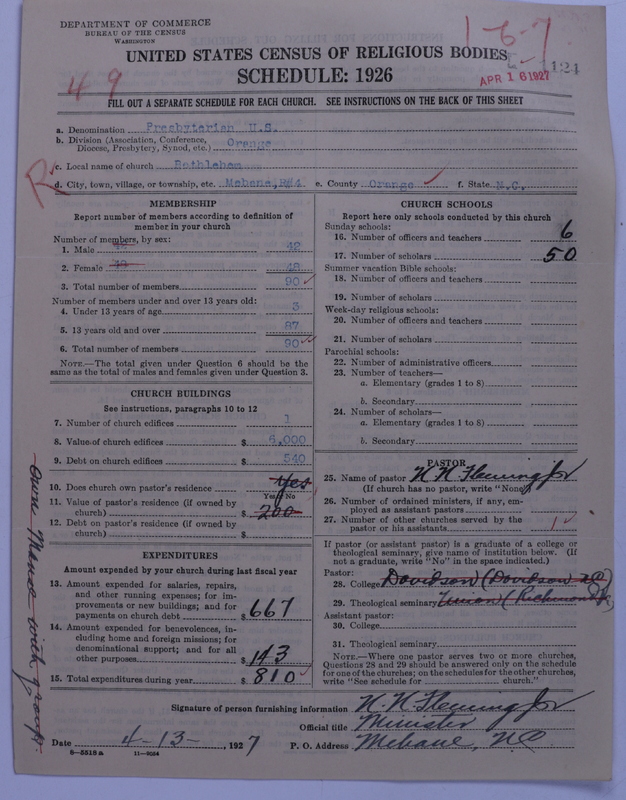 DEPARTMENT OF COMMERCE
BUREAU OF THE CENSUS
WASHINGTON
1-6-7
UNITED STATES CENSUS OF RELIGIOUS BODIES
SCHEDULE: 1926
49
APR 16 1927
124
FILL OUT A SEPARATE SCHEDULE FOR EACH CHURCH. SEE INSTRUCTIONS ON THE BACK OF THIS SHEET
a. Denomination Presbyterian U.S.
b. Division (Association, Conference, Diocese, Presbytery, Synod, etc.) Orange
R
c. Local name of church Bethlehem
d. City, town, village, or township, etc. Mebane, R#4 e. County Orange f. State N.C.
MEMBERSHIP
Report number of members according to definition of
member in your church
Number of members, by sex:
1. Male 42
2. Female 48
3. Total number of members 90
Number of members under and over 13 years old:
4. Under 13 years of age 3
5. 13 years old and over 87
6. Total number of members 90
NOTE.—The total given under Question 6 should be
same as the total of males and females given under Question 3.
CHURCH BUILDINGS
See instructions, paragraphs 10 to 12
7. Number of church edifices 1
8. Value of church edifices $ 6,000
9. Debt on church edifices $ 540
10. Does church own pastor's residence Yes
Yes or No
11. Value of pastor's residence (if owned by
church) $ 200
12. Debt on pastor's residence (if owned by
church) $
EXPENDITURES
Amount expended by your church during last fiscal year
13. Amount expended for salaries, repairs,
and other running expenses; for im-
provements or new buildings; and for
payments on church debt $ 667
14. Amount expended for benevolences, in-
cluding home and foreign missions; for
denominational support; and for all
other purposes $ 143
15. Total expenditures during year $ 810
CHURCH SCHOOLS
Report here only schools conducted by this church
Sunday schools:
16. Number of officers and teachers 6
17. Number of scholars 50
Summer vacation Bible schools:
18. Number of officers and teachers
19. Number of scholars
Week-day religious schools:
20. Number of officers and teachers
21. Number of scholars
Parochial schools:
22. Number of administrative officers
23. Number of teachers—
a. Elementary (grades 1 to 8)
b. Secondary
24. Number of scholars—
a. Elementary (grades 1 to 8)
b. Secondary
PASTOR
25. Name of pastor K. K. Fleming Jr
(If church has no pastor, write "None")
26. Number of ordained ministers, if any, em-
ployed as assistant pastors
27. Number of other churches served by the
pastor or his assistants 1
If pastor (or assistant pastor) is a graduate of a college or
theological seminary, give name of institution below. (If
not a graduate, write "No" in the space indicated.)
Pastor:
28. College Davidson (Davidson NC)
29. Theological seminary Union (Richmond Va
Assistant pastor:
30. College
31. Theological seminary
NOTE.—Where one pastor serves two or more churches,
Questions 28 and 29 should be answered only on the schedule
for one of the churches; on the schedules for the other churches,
write "See schedule for church."
Signature of person furnishing information K. K. Fleming Jr
Official title Minister
Date 4-13-, 1927 P. O. Address Mebane, NC
8-5518 a 11-9034
Owns Manse with group